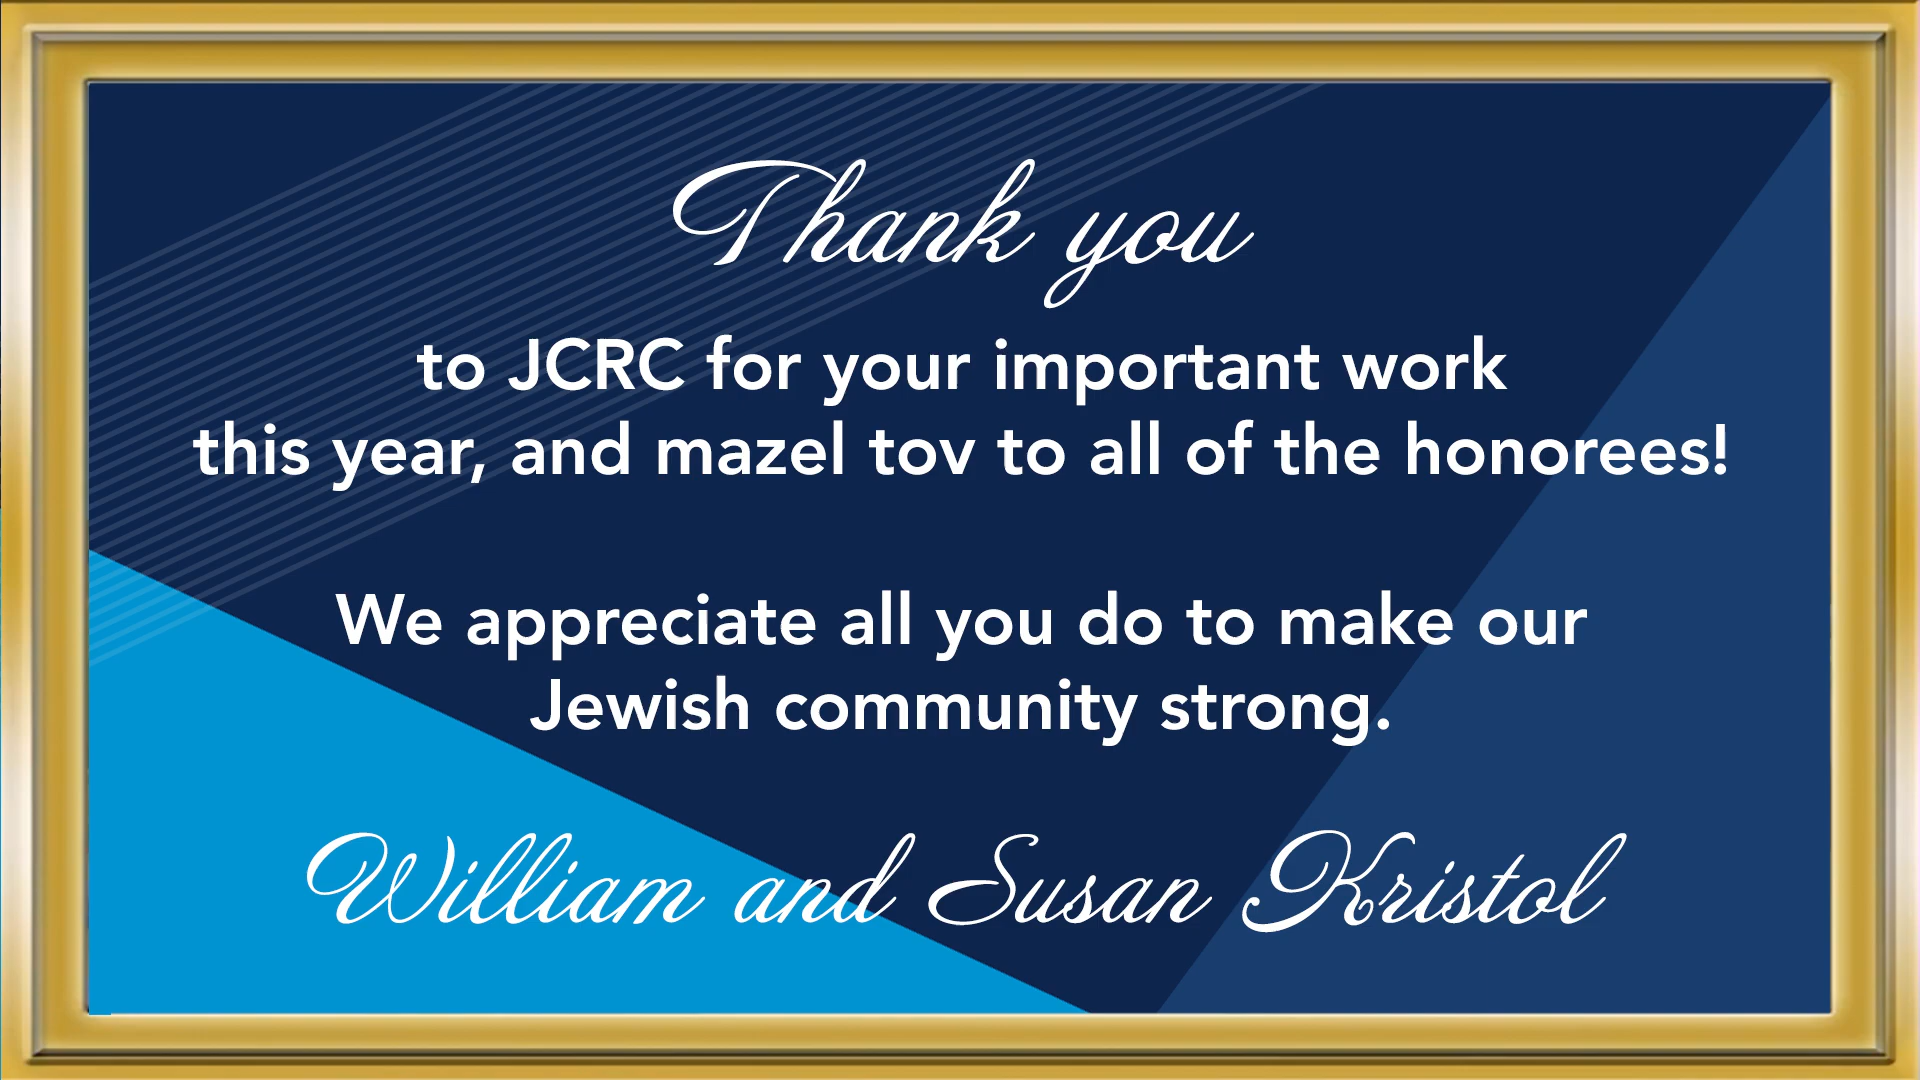 Thank you
to JCRC for your important work
this year, and mazel tov to all of the honorees!
We appreciate all you do to make our
Jewish community strong.
William and Susan Kristol